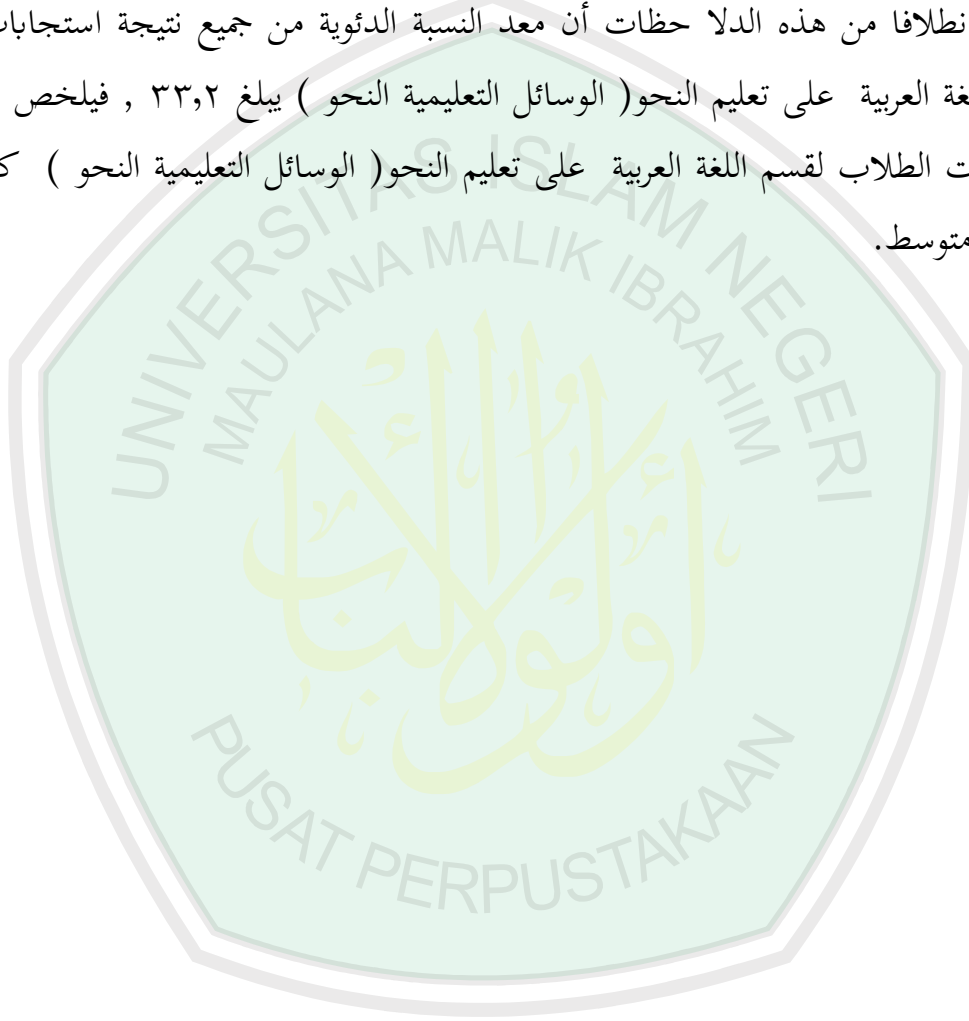 نطلاقا من هذه الدلا حظات أن معد النسبة الدئوية من جميع نتيجة استجابات
غة العربية على تعليم النحو( الوسائل التعليمية النحو ) يبلغ ٣٣,٢ , فيلخص
ت الطلاب لقسم اللغة العربية على تعليم النحو( الوسائل التعليمية النحو ) ك
متوسط.
UNIVERSITAS ISLAM NEGERI
MAULANA MALIK IBRAHIM
PUSAT PERPUSTAKAAN